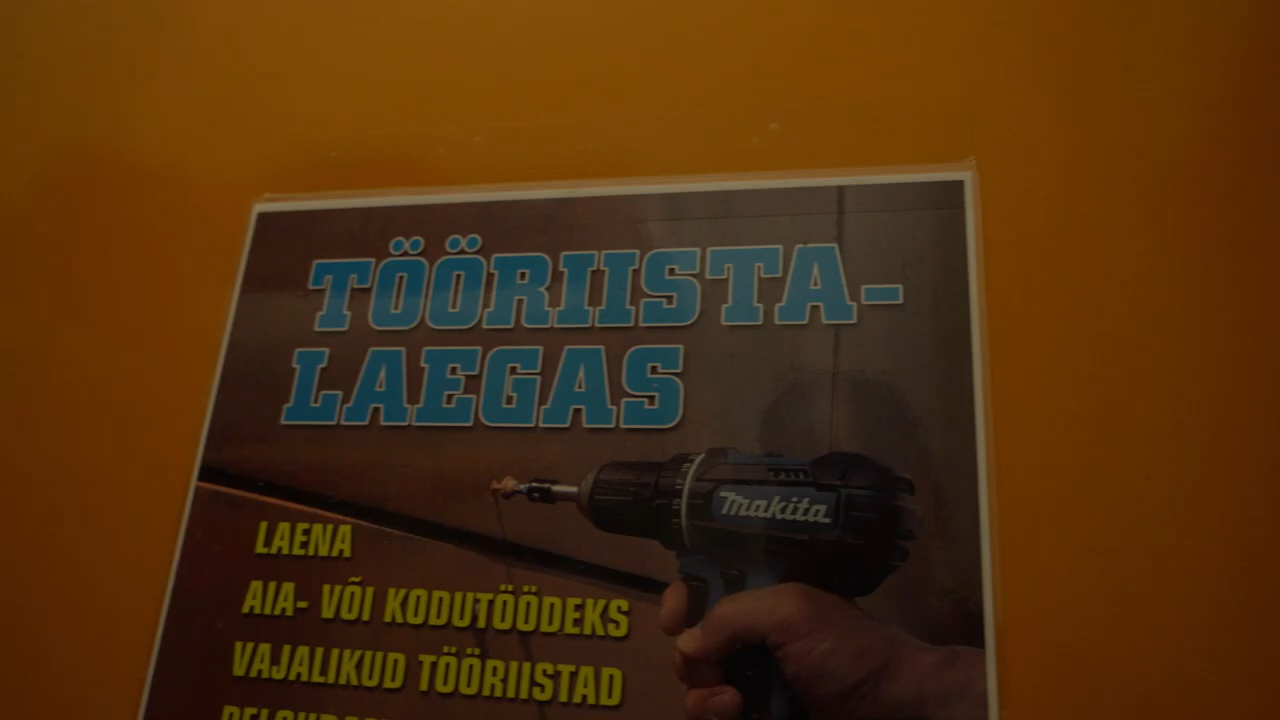 TÖÖRIISTA-
LAEGAS
makita
LAENA
AIA- VÕI KODUTÖÖDEKS
VAJALIKUD TÖÖRIISTAD